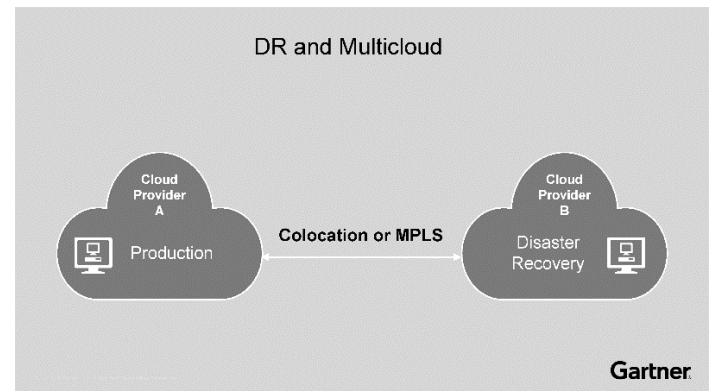 DR and Multicloud
Cloud
Provider
A
Production
Colocation or MPLS
Cloud
Provider
B
Disaster
Recovery
Gartner